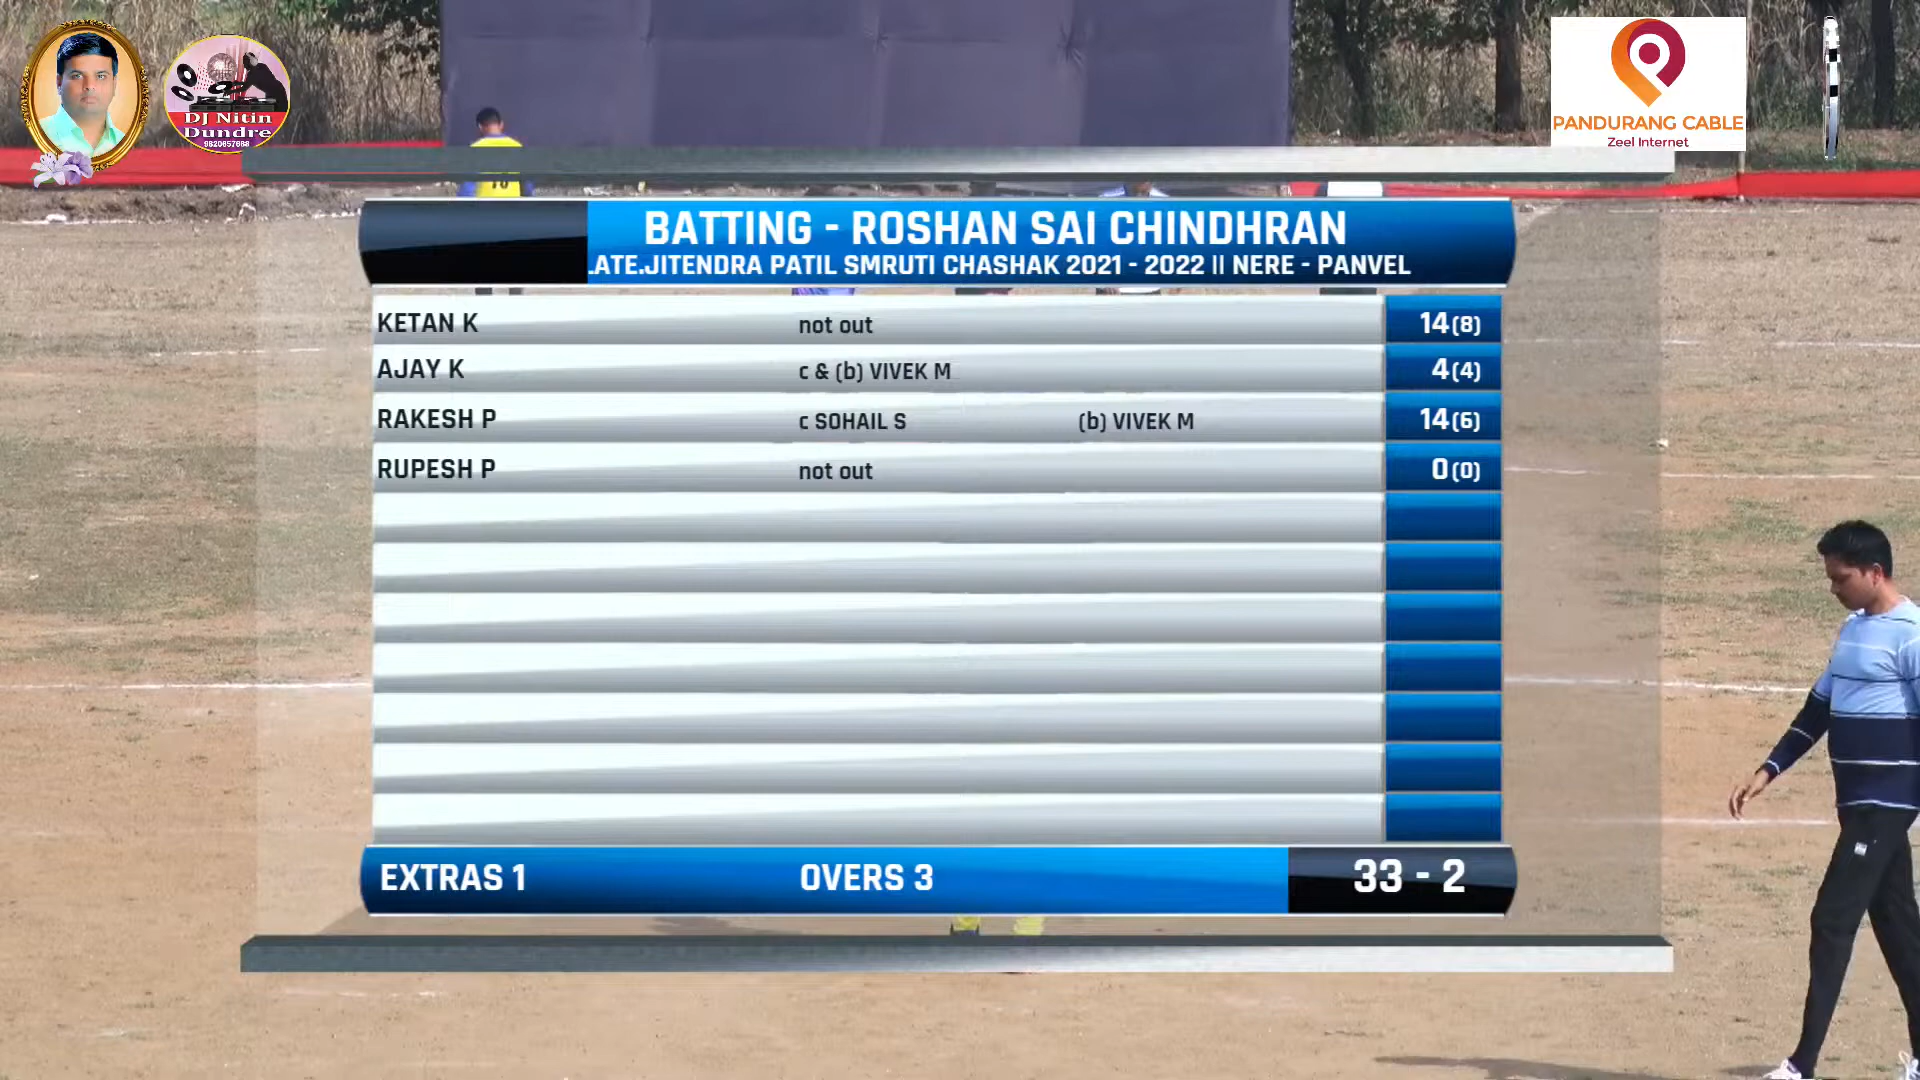 DJ Nitin
Dundre
9820657688
PANDURANG CABLE
Zeel Internet
BATTING - ROSHAN SAI CHINDHRAN
.ATE.JITENDRA PATIL SMRUTI CHASHAK 2021 - 2022 || NERE - PANVEL
KETAN K not out 14(8)
AJAY K c & (b) VIVEK M 4(4)
RAKESH P c SOHAIL S (b) VIVEK M 14(6)
RUPESH P not out 0(0)
EXTRAS 1 OVERS 3 33 - 2